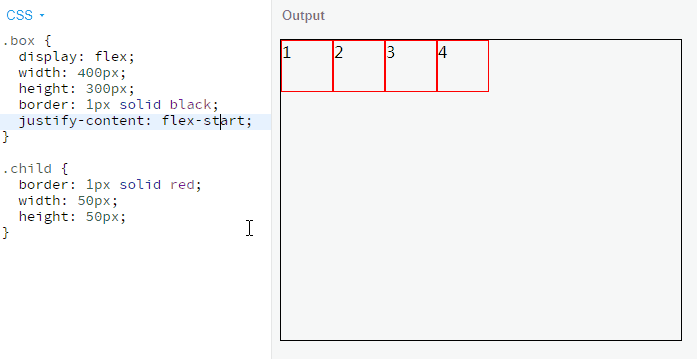 CSS
.box {
  display: flex;
  width: 400px;
  height: 300px;
  border: 1px solid black;
  justify-content: flex-start;
}

.child {
  border: 1px solid red;
  width: 50px;
  height: 50px;
}
Output
1 2 3 4